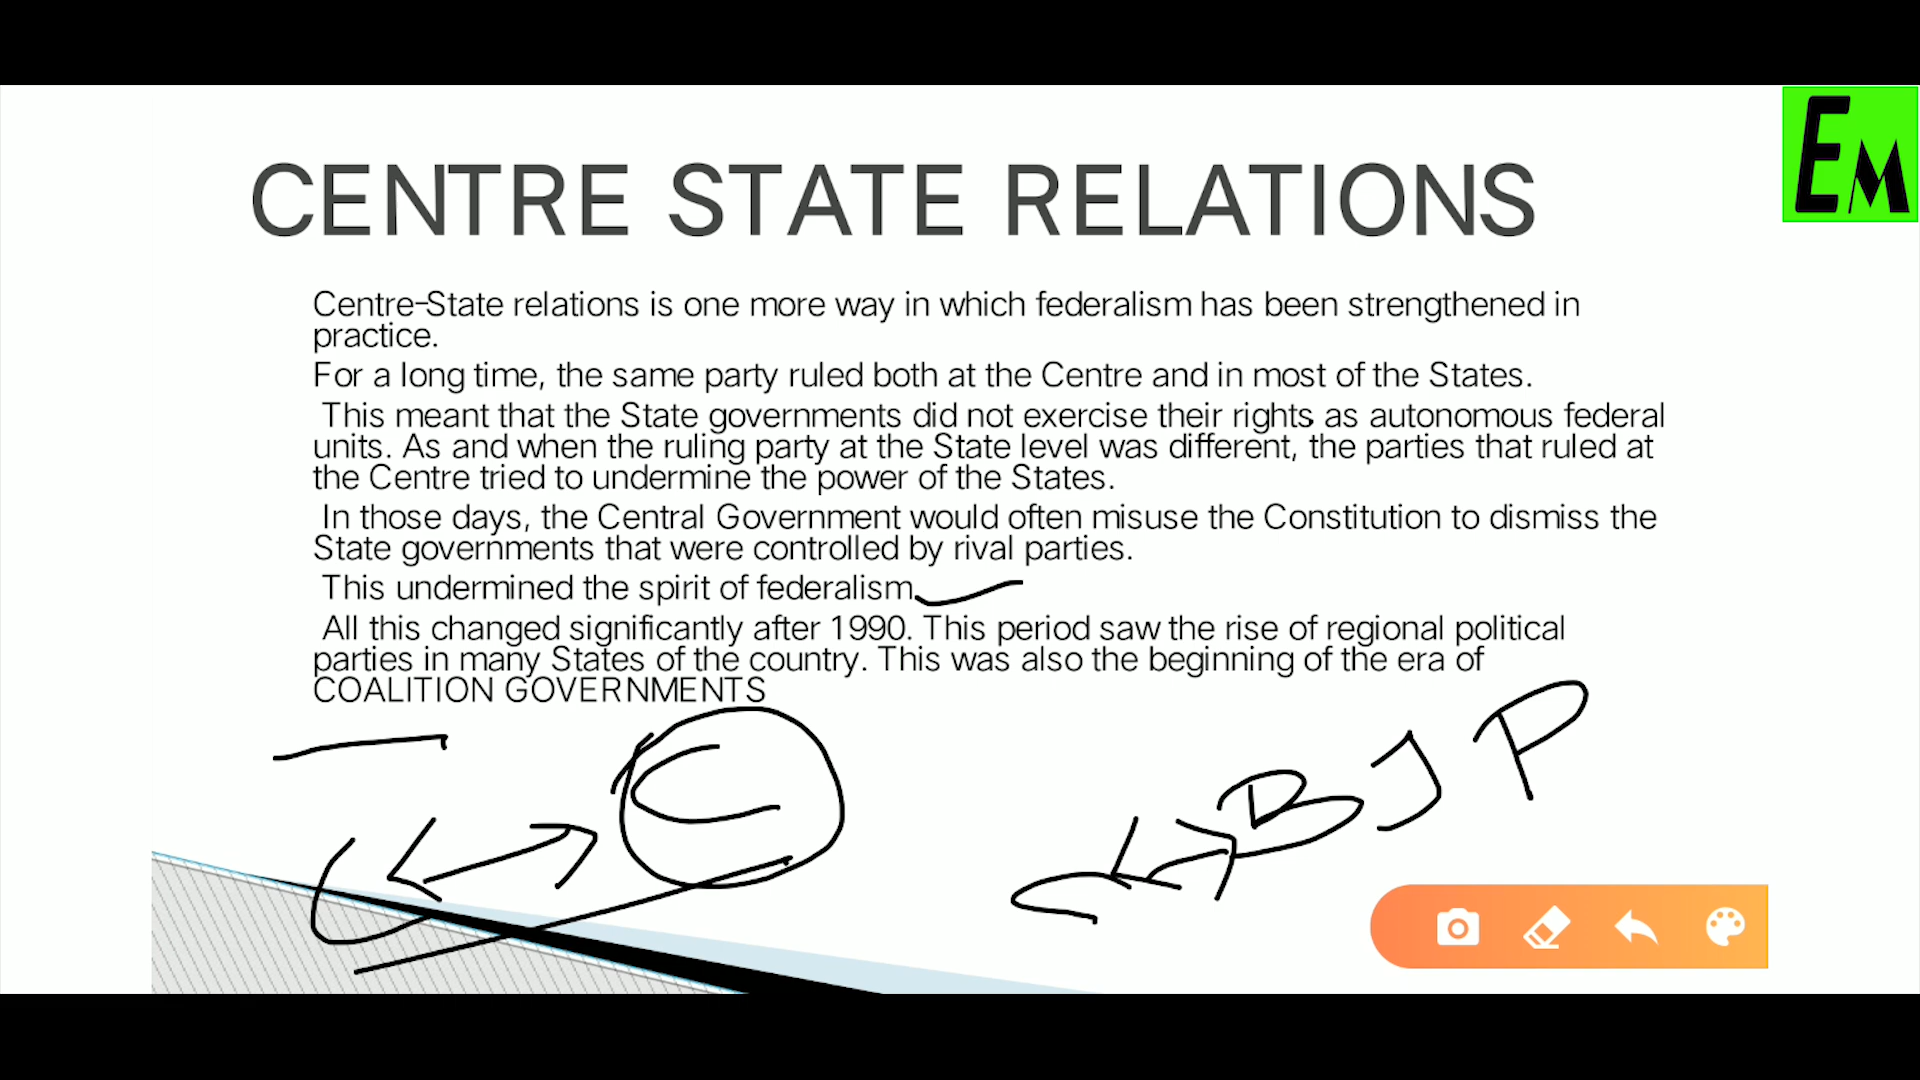 EM
CENTRE STATE RELATIONS
Centre-State relations is one more way in which federalism has been strengthened in
practice.
For a long time, the same party ruled both at the Centre and in most of the States.
This meant that the State governments did not exercise their rights as autonomous federal
units. As and when the ruling party at the State level was different, the parties that ruled at
the Centre tried to undermine the power of the States.
In those days, the Central Government would often misuse the Constitution to dismiss the
State governments that were controlled by rival parties.
This undermined the spirit of federalism.
All this changed significantly after 1990. This period saw the rise of regional political
parties in many States of the country. This was also the beginning of the era of
COALITION GOVERNMENTS
C
C
C
BJP